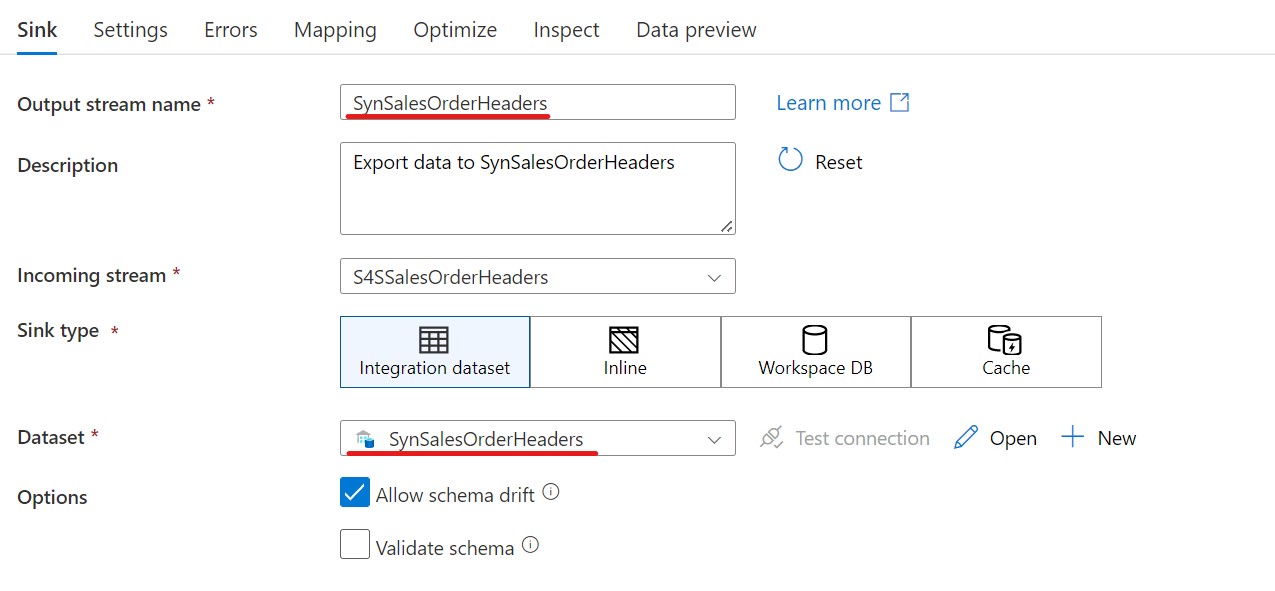 Sink Settings Errors Mapping Optimize Inspect Data preview
Output stream name * SynSalesOrderHeaders Learn more
Description Export data to SynSalesOrderHeaders Reset
Incoming stream * S4SSalesOrderHeaders
Sink type *
Integration dataset Inline Workspace DB Cache
Dataset * SynSalesOrderHeaders Test connection Open New
Options Allow schema drift
Validate schema